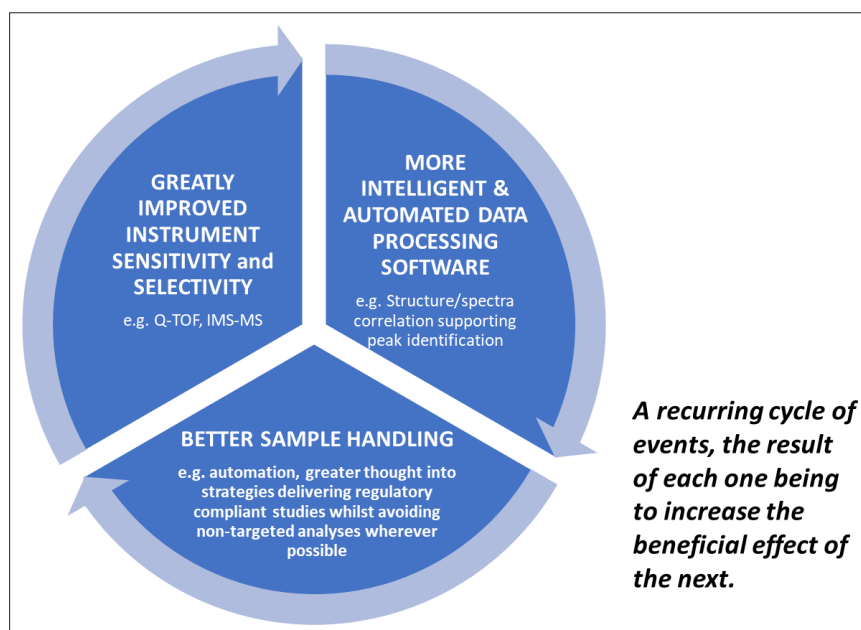 GREATLY
IMPROVED
INSTRUMENT
SENSITIVITY and
SELECTIVITY
e.g. Q-TOF, IMS-MS
MORE
INTELLIGENT &
AUTOMATED DATA
PROCESSING
SOFTWARE
e.g. Structure/spectra
correlation supporting
peak identification
BETTER SAMPLE HANDLING
e.g. automation, greater thought into
strategies delivering regulatory
compliant studies whilst avoiding
non-targeted analyses wherever
possible
A recurring cycle of
events, the result
of each one being
to increase the
beneficial effect of
the next.